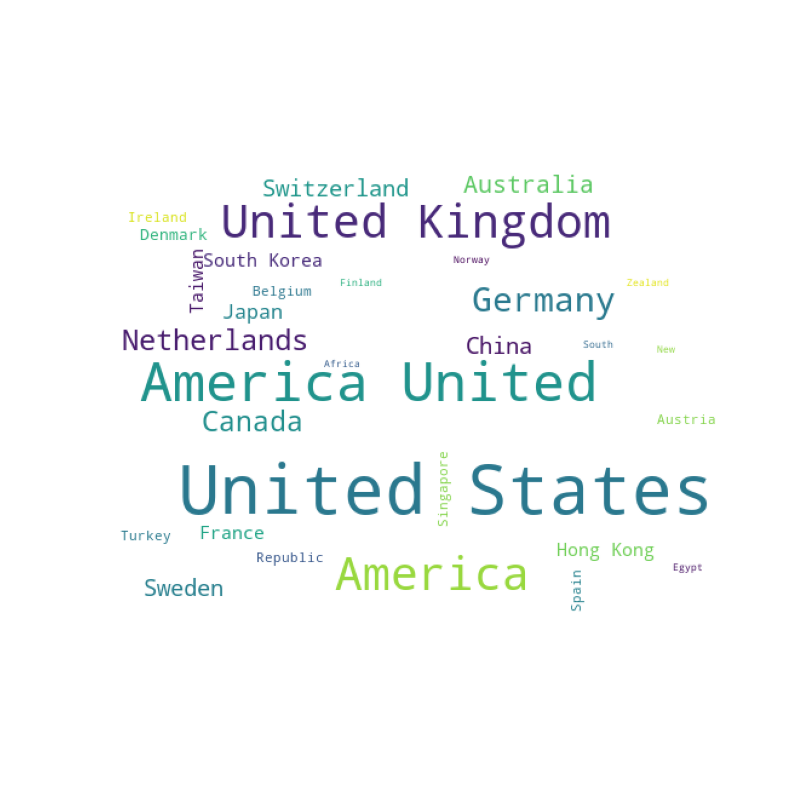 Switzerland
Australia
United Kingdom
Ireland
Denmark
Taiwan
South Korea
Norway
Belgium
Finland
Zealand
Germany
Japan
Netherlands
China
South
New
Africa
America United
Canada
Austria
Singapore
United States
Turkey
France
Republic
Hong Kong
America
Egypt
Spain
Sweden